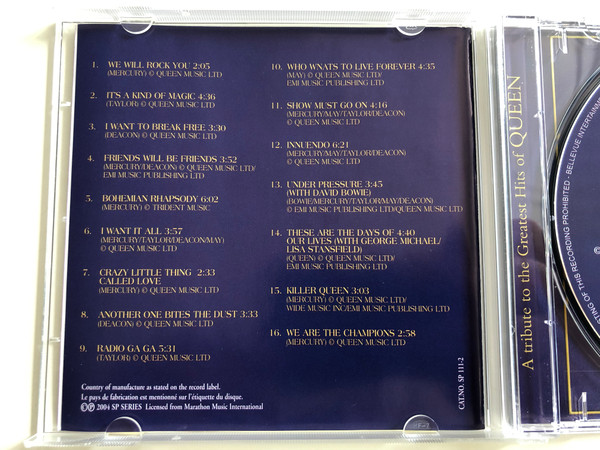 1. WE WILL ROCK YOU 2:05
(MERCURY) © QUEEN MUSIC LTD
2. IT'S A KIND OF MAGIC 4:36
(TAYLOR) © QUEEN MUSIC LTD
3. I WANT TO BREAK FREE 3:30
(DEACON) © QUEEN MUSIC LTD
4. FRIENDS WILL BE FRIENDS 3:52
(MERCURY/DEACON) © QUEEN MUSIC LTD/
EMI MUSIC PUBLISHING LTD
5. BOHEMIAN RHAPSODY 6:02
(MERCURY) © TRIDENT MUSIC
6. I WANT IT ALL 3:57
(MERCURY/TAYLOR/DEACON/MAY)
© QUEEN MUSIC LTD
7. CRAZY LITTLE THING 2:33
CALLED LOVE
(MERCURY) © QUEEN MUSIC LTD
8. ANOTHER ONE BITES THE DUST 3:33
(DEACON) © QUEEN MUSIC LTD
9. RADIO GA GA 5:31
(TAYLOR) © QUEEN MUSIC LTD
10. WHO WNATS TO LIVE FOREVER 4:35
(MAY) © QUEEN MUSIC LTD/
EMI MUSIC PUBLISHING LTD
11. SHOW MUST GO ON 4:16
(MERCURY/MAY/TAYLOR/DEACON)
© QUEEN MUSIC LTD
12. INNUENDO 6:21
(MERCURY/MAY/TAYLOR/DEACON)
© QUEEN MUSIC LTD
13. UNDER PRESSURE 3:45
(WITH DAVID BOWIE)
(BOWIE/MERCURY/TAYLOR/MAY/DEACON)
© EMI MUSIC PUBLISHING LTD/QUEEN MUSIC LTD
14. THESE ARE THE DAYS OF 4:40
OUR LIVES (WITH GEORGE MICHAEL/
LISA STANSFIELD)
(QUEEN) © QUEEN MUSIC LTD/
EMI MUSIC PUBLISHING LTD
15. KILLER QUEEN 3:03
(MERCURY) © QUEEN MUSIC LTD/
WIDE MUSIC INC/EMI MUSIC PUBLISHING LTD
16. WE ARE THE CHAMPIONS 2:58
(MERCURY) © QUEEN MUSIC LTD
Country of manufacture as stated on the record label.
Le pays de fabrication est mentionné sur l'étiquette du disque.
©℗ 2004 SP SERIES Licensed from Marathon Music International
CAT.NO. SP 111-2
A tribute to the Greatest Hits of QUEEN
STING OF THIS RECORDING PROHIBITED - BELLEVUE ENTERTAINMEN